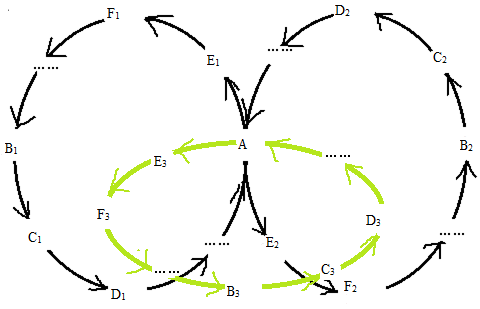 F1
D2
E1
......
......
C2
B1
A
B2
E3
......
F3
D3
C1
......
E2
......
......
C3
D1
B3
F2